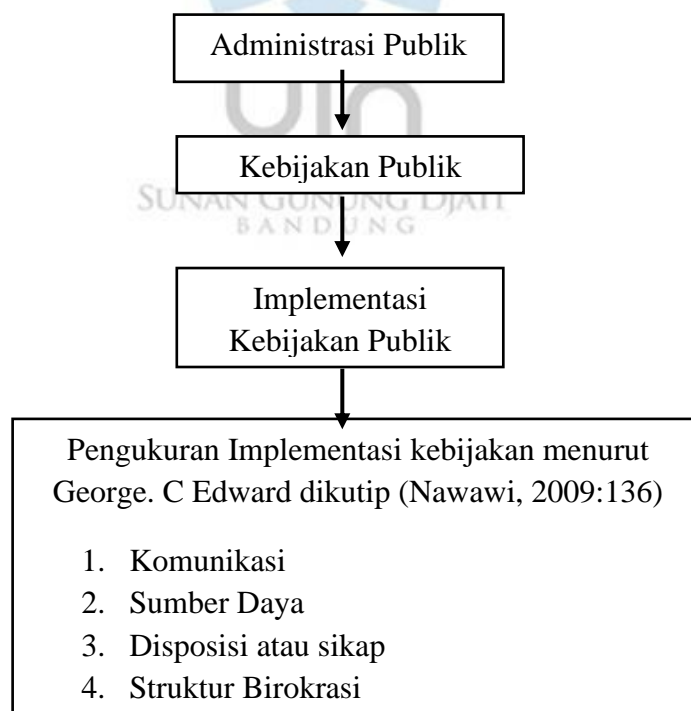 Administrasi Publik
uin
Kebijakan Publik
SUNAN GUNUNG DJATI
BANDUNG
Implementasi
Kebijakan Publik
Pengukuran Implementasi kebijakan menurut
George. C Edward dikutip (Nawawi, 2009:136)
1. Komunikasi
2. Sumber Daya
3. Disposisi atau sikap
4. Struktur Birokrasi